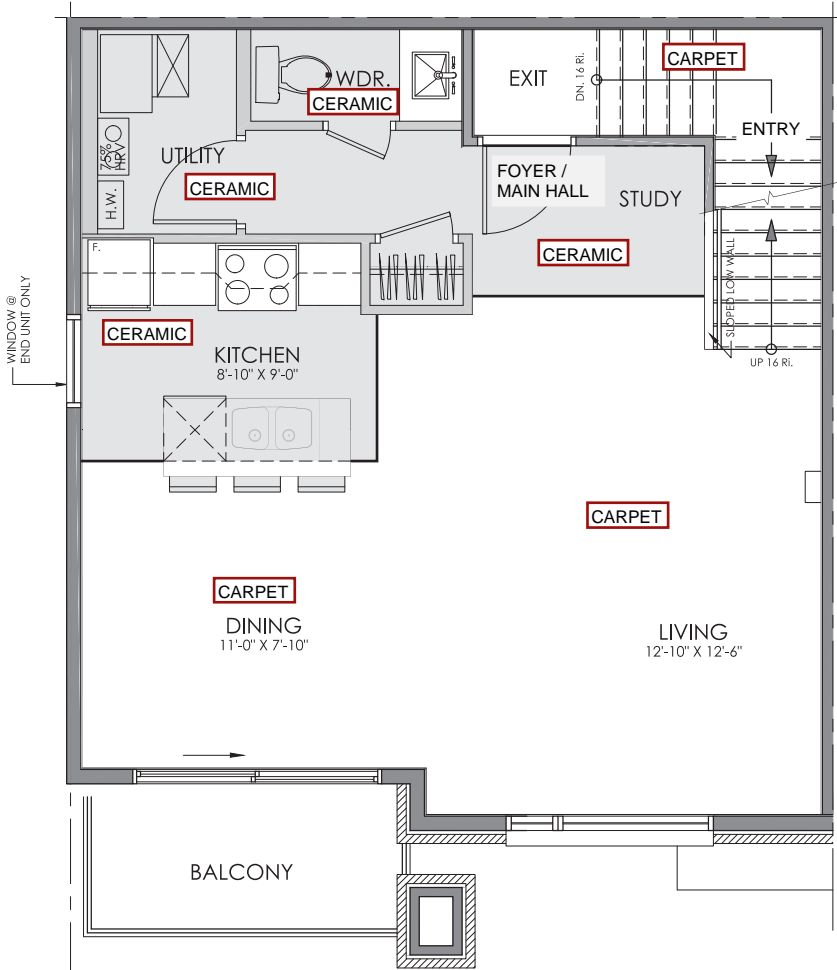 CARPET
EXIT
DN. 16 Ri.
WDR.
CERAMIC
ENTRY
75%
HRV
UTILITY
CERAMIC
FOYER /
MAIN HALL
STUDY
H.W.
F.
CERAMIC
SLOPED LOW WALL
WINDOW @
END UNIT ONLY
CERAMIC
KITCHEN
8'-10" X 9'-0"
UP 16 Ri.
CARPET
CARPET
DINING
11'-0" X 7'-10"
LIVING
12'-10" X 12'-6"
BALCONY